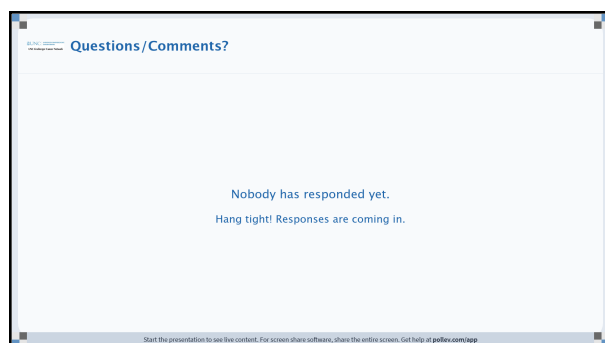 UNC
Questions/Comments?
Nobody has responded yet.
Hang tight! Responses are coming in.
Start the presentation to see live content. For screen share software, share the entire screen. Get help at pollev.com/app